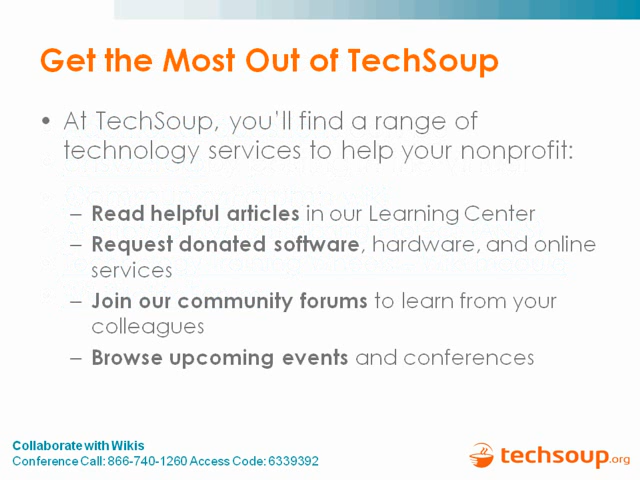 Get the Most Out of TechSoup
• At TechSoup, you'll find a range of
technology services to help your nonprofit:
– Read helpful articles in our Learning Center
– Request donated software, hardware, and online
services
– Join our community forums to learn from your
colleagues
– Browse upcoming events and conferences
Collaborate with Wikis
Conference Call: 866-740-1260 Access Code: 6339392
techsoup.org